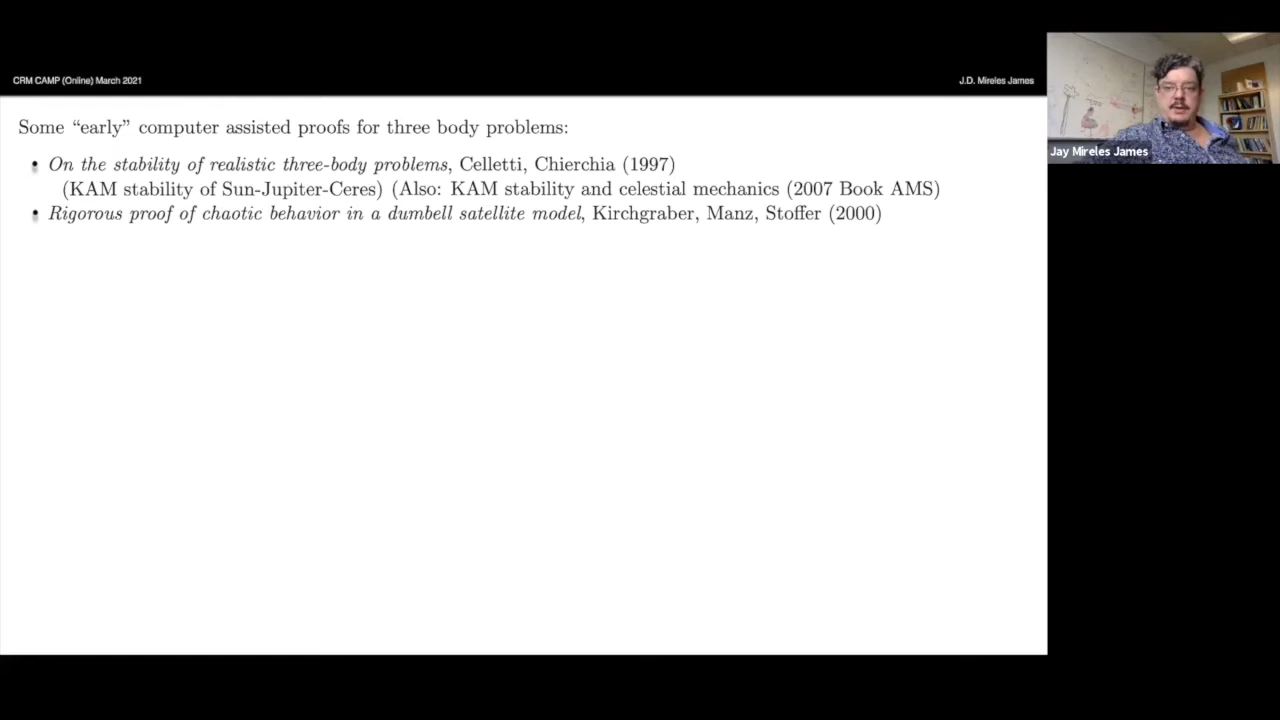 CRM CAMP (Online) March 2021
J.D. Mireles James
Some “early” computer assisted proofs for three body problems:
• On the stability of realistic three-body problems, Celletti, Chierchia (1997)
(KAM stability of Sun-Jupiter-Ceres) (Also: KAM stability and celestial mechanics (2007 Book AMS)
• Rigorous proof of chaotic behavior in a dumbell satellite model, Kirchgraber, Manz, Stoffer (2000)
Jay Mireles James